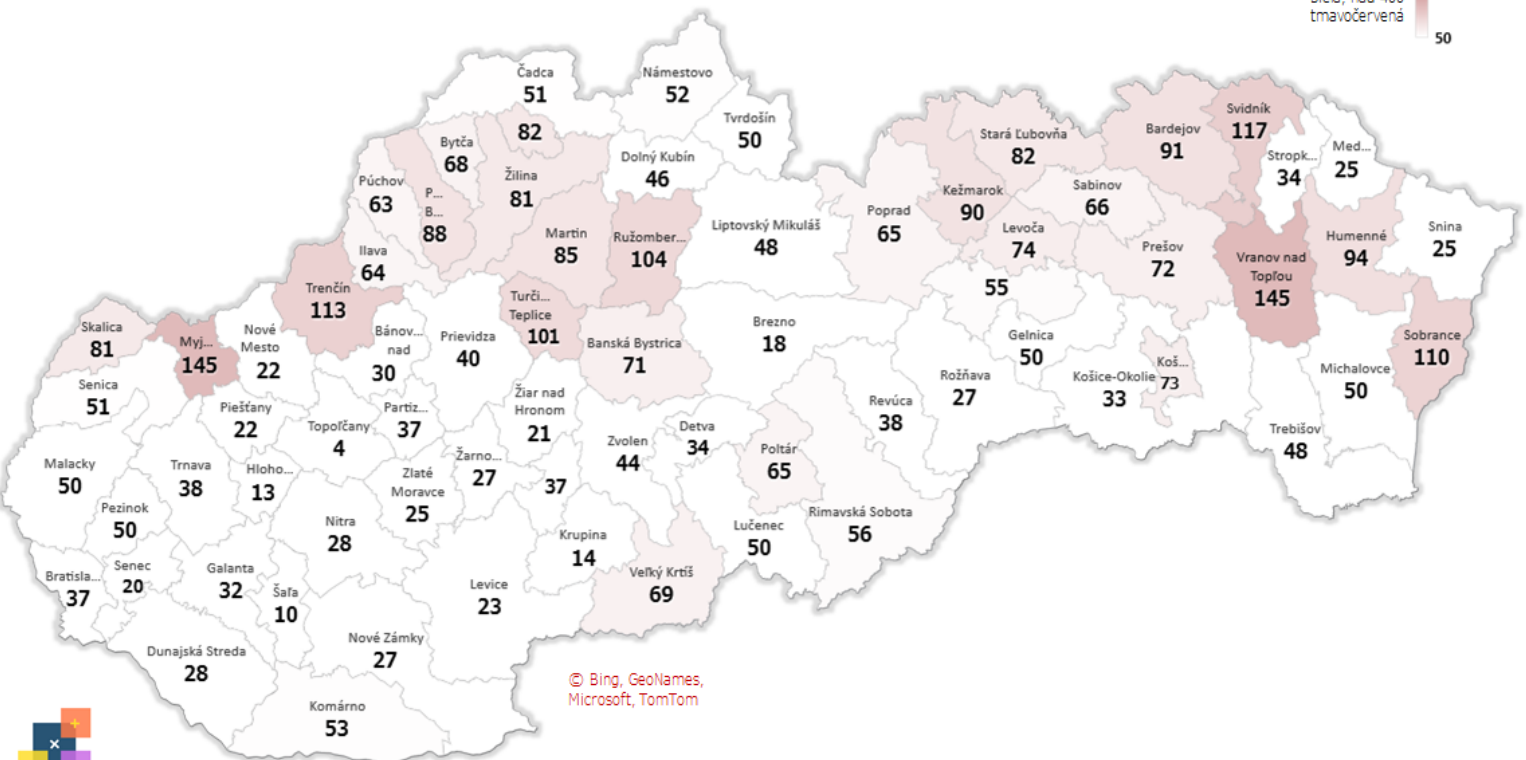 tmavočervená
50
Čadca
51
Námestovo
52
Tvrdošín
50
82
Bytča
68
Žilina
81
Dolný Kubín
46
Púchov
63
P...
B...
88
Ilava
64
Martin
85
Ružomber...
104
Liptovský Mikuláš
48
Poprad
65
Kežmarok
90
Stará Ľubovňa
82
Levoča
74
Sabinov
66
Bardejov
91
Svidník
117
Stropk...
34
Med...
25
Prešov
72
Vranov nad
Topľou
145
Humenné
94
Snina
25
Sobrance
110
Michalovce
50
Trebišov
48
55
Gelnica
50
Košice-Okolie
33
Koš...
73
Rožňava
27
Revúca
38
Brezno
18
Banská Bystrica
71
Turči...
Teplice
101
Prievidza
40
Trenčín
113
Bánov...
nad
30
Nové
Mesto
22
Myj...
145
Skalica
81
Senica
51
Piešťany
22
Topoľčany
4
Partiz...
37
Žiar nad
Hronom
21
Žarno...
27
37
Zvolen
44
Detva
34
Poltár
65
Rimavská Sobota
56
Lučenec
50
Veľký Krtíš
69
Krupina
14
Levice
23
Zlaté
Moravce
25
Nitra
28
Hloho...
13
Trnava
38
Malacky
50
Pezinok
50
Bratisla...
37
Senec
20
Galanta
32
Šaľa
10
Dunajská Streda
28
Nové Zámky
27
Komárno
53
© Bing, GeoNames,
Microsoft, TomTom